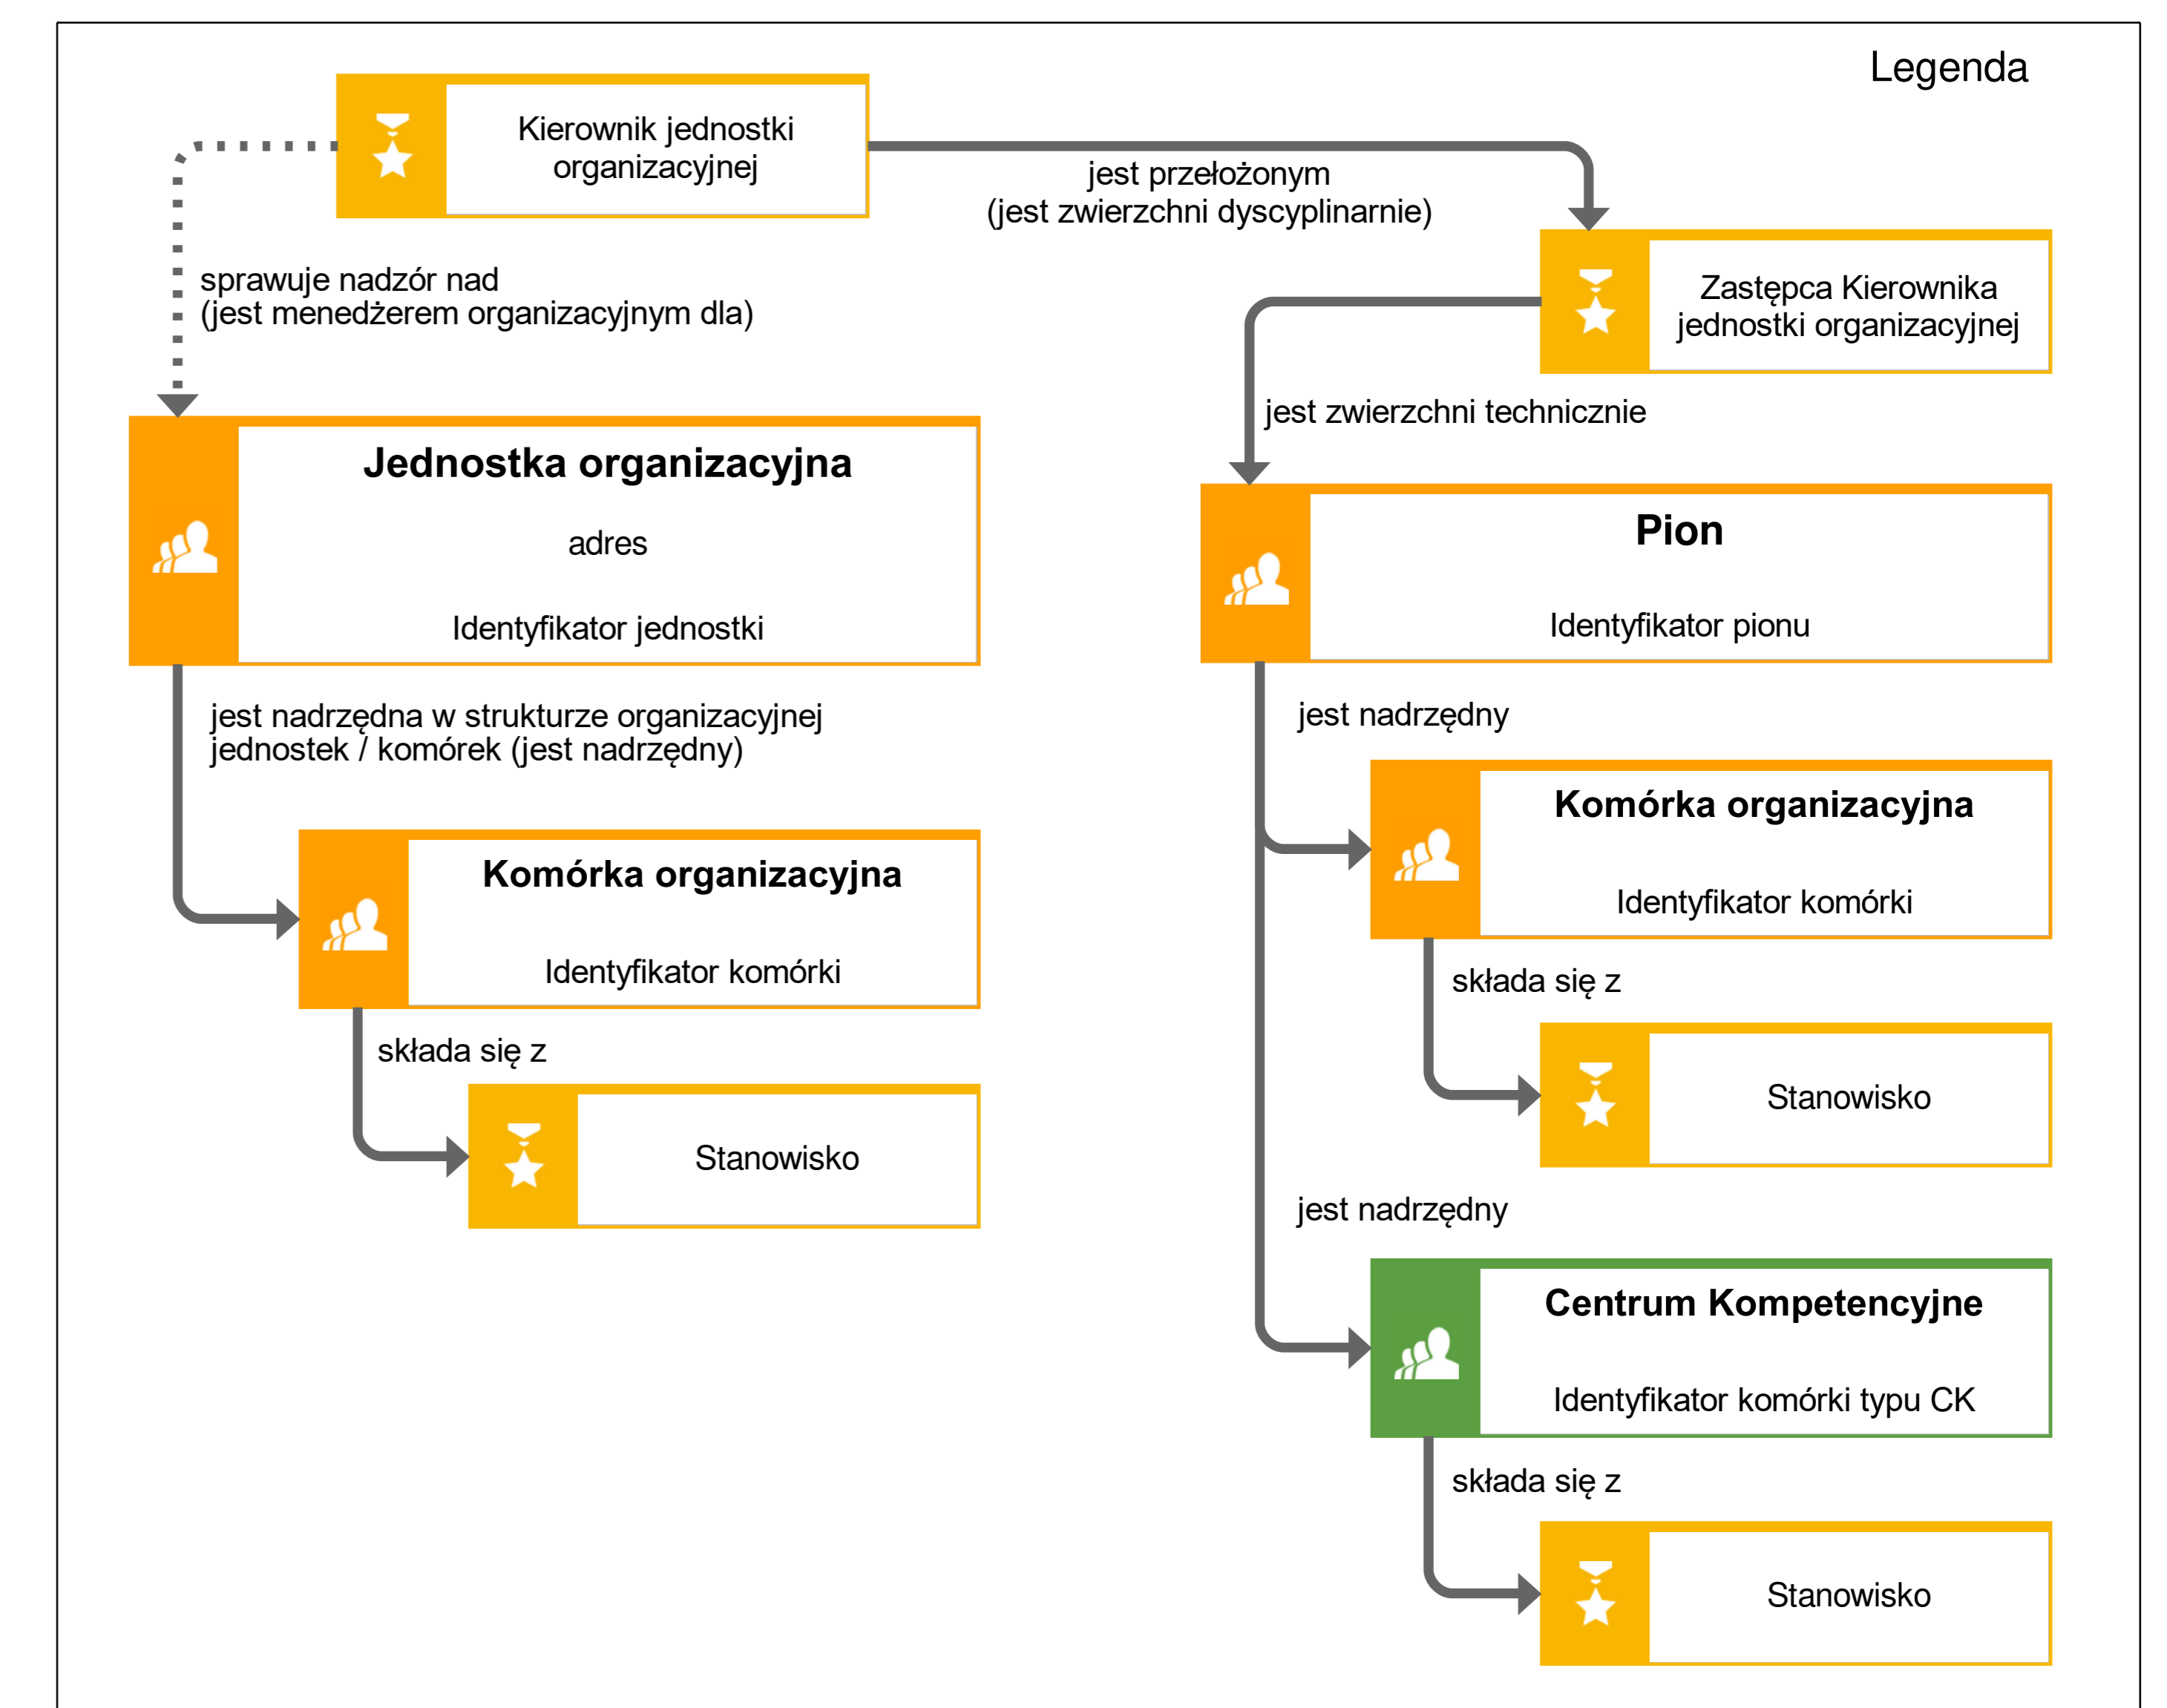 Legenda
Kierownik jednostki
organizacyjnej
jest przełożonym
(jest zwierzchni dyscyplinarnie)
sprawuje nadzór nad
(jest menedżerem organizacyjnym dla)
Zastępca Kierownika
jednostki organizacyjnej
jest zwierzchni technicznie
Jednostka organizacyjna
adres
Identyfikator jednostki
Pion
Identyfikator pionu
jest nadrzędna w strukturze organizacyjnej
jednostek / komórek (jest nadrzędny)
jest nadrzędny
Komórka organizacyjna
Identyfikator komórki
Komórka organizacyjna
Identyfikator komórki
składa się z
składa się z
Stanowisko
Stanowisko
jest nadrzędny
Centrum Kompetencyjne
Identyfikator komórki typu CK
składa się z
Stanowisko